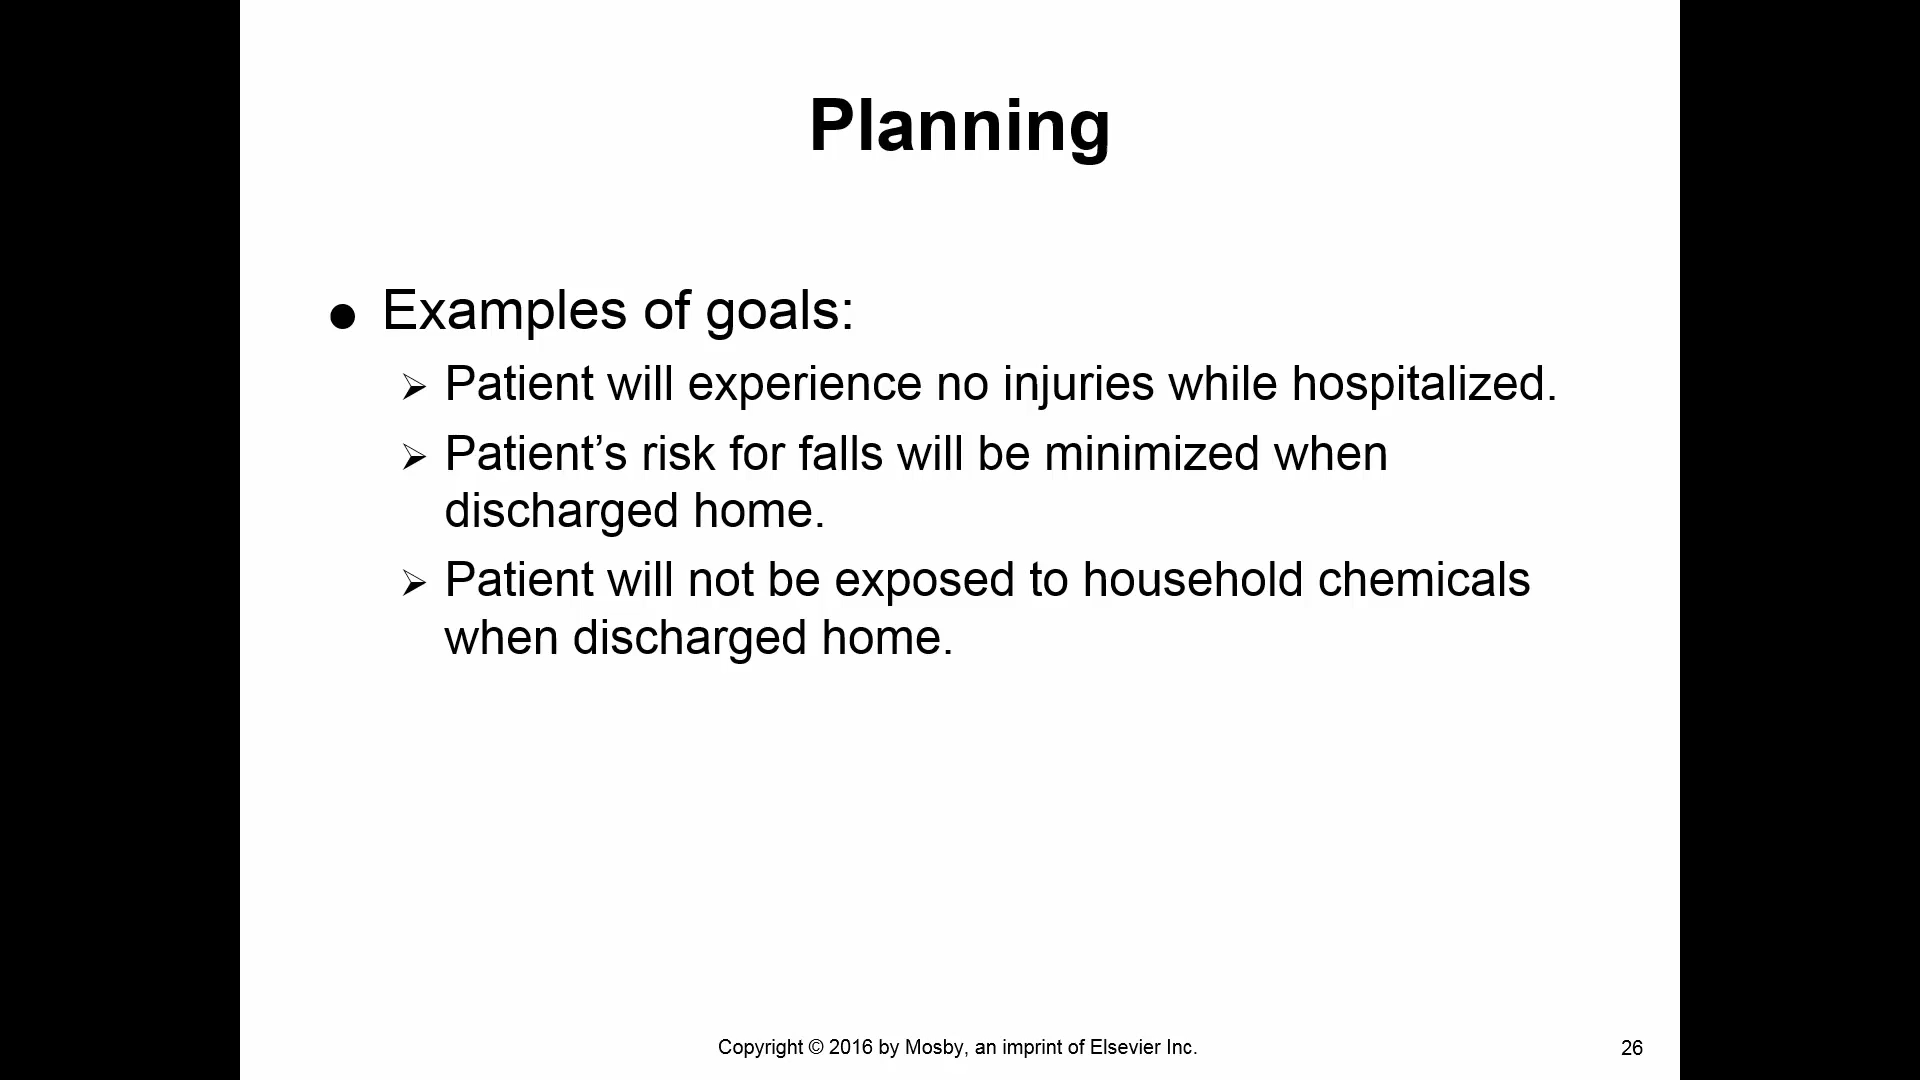 Planning
● Examples of goals:
➢ Patient will experience no injuries while hospitalized.
➢ Patient’s risk for falls will be minimized when
discharged home.
➢ Patient will not be exposed to household chemicals
when discharged home.
Copyright © 2016 by Mosby, an imprint of Elsevier Inc.
26